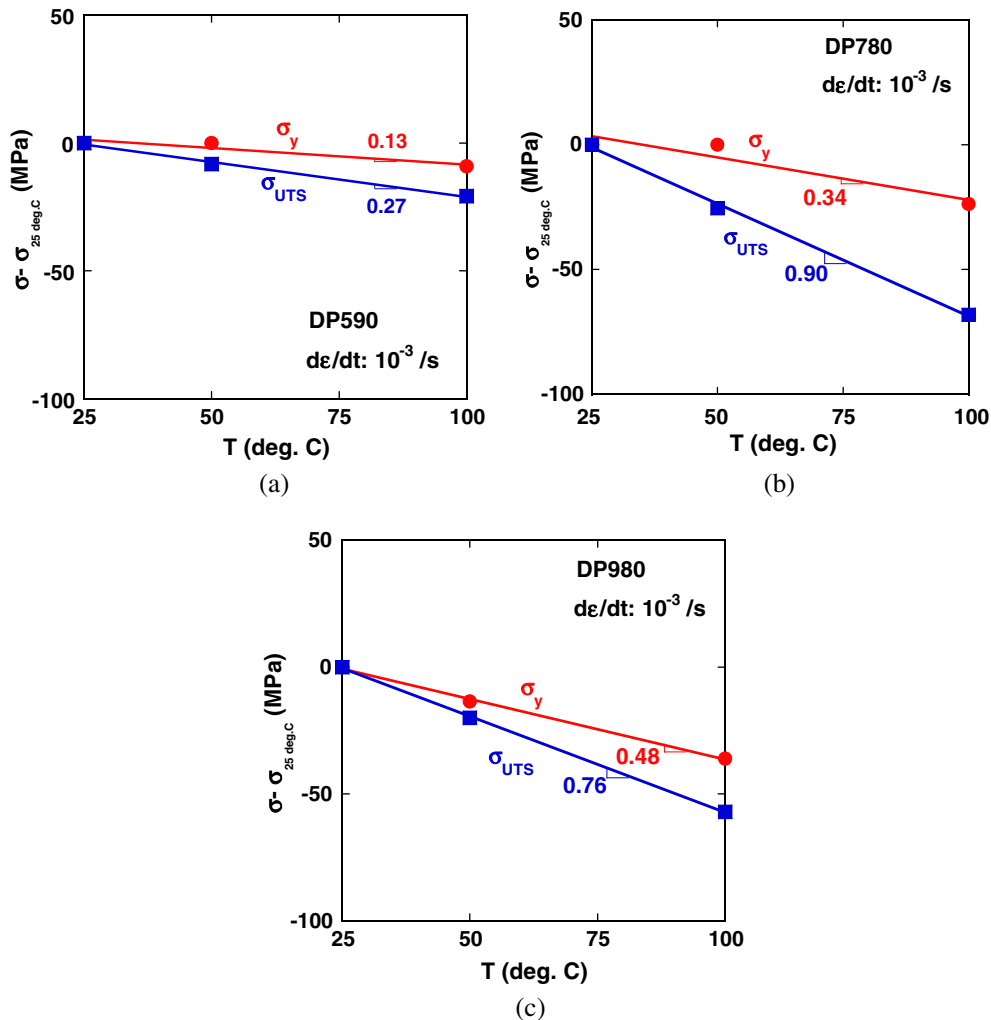 50
0
-50
-100
σ- σ25 deg.C (MPa)
σy
0.13
σUTS
0.27
DP590
dε/dt: 10-3 /s
25 50 75 100
T (deg. C)
(a)
50
0
-50
-100
σ- σ25 deg.C (MPa)
DP780
dε/dt: 10-3 /s
σy
0.34
σUTS
0.90
25 50 75 100
T (deg. C)
(b)
50
0
-50
-100
σ- σ25 deg.C (MPa)
DP980
dε/dt: 10-3 /s
σy
0.48
σUTS
0.76
25 50 75 100
T (deg. C)
(c)